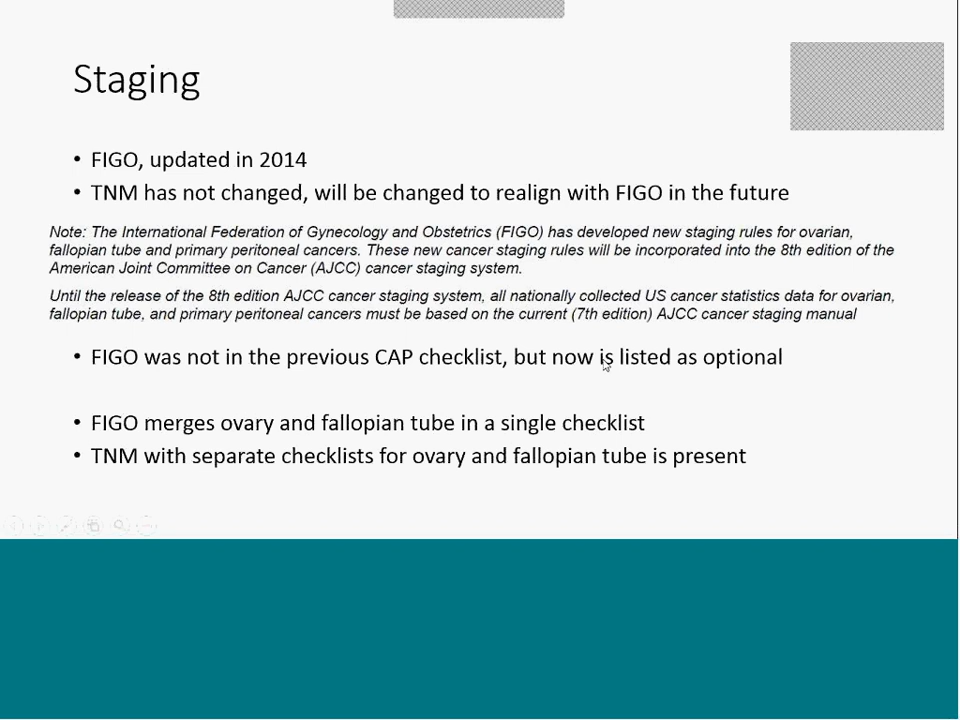 Staging
• FIGO, updated in 2014
• TNM has not changed, will be changed to realign with FIGO in the future
Note: The International Federation of Gynecology and Obstetrics (FIGO) has developed new staging rules for ovarian,
fallopian tube and primary peritoneal cancers. These new cancer staging rules will be incorporated into the 8th edition of the
American Joint Committee on Cancer (AJCC) cancer staging system.
Until the release of the 8th edition AJCC cancer staging system, all nationally collected US cancer statistics data for ovarian,
fallopian tube, and primary peritoneal cancers must be based on the current (7th edition) AJCC cancer staging manual
• FIGO was not in the previous CAP checklist, but now is listed as optional
• FIGO merges ovary and fallopian tube in a single checklist
• TNM with separate checklists for ovary and fallopian tube is present